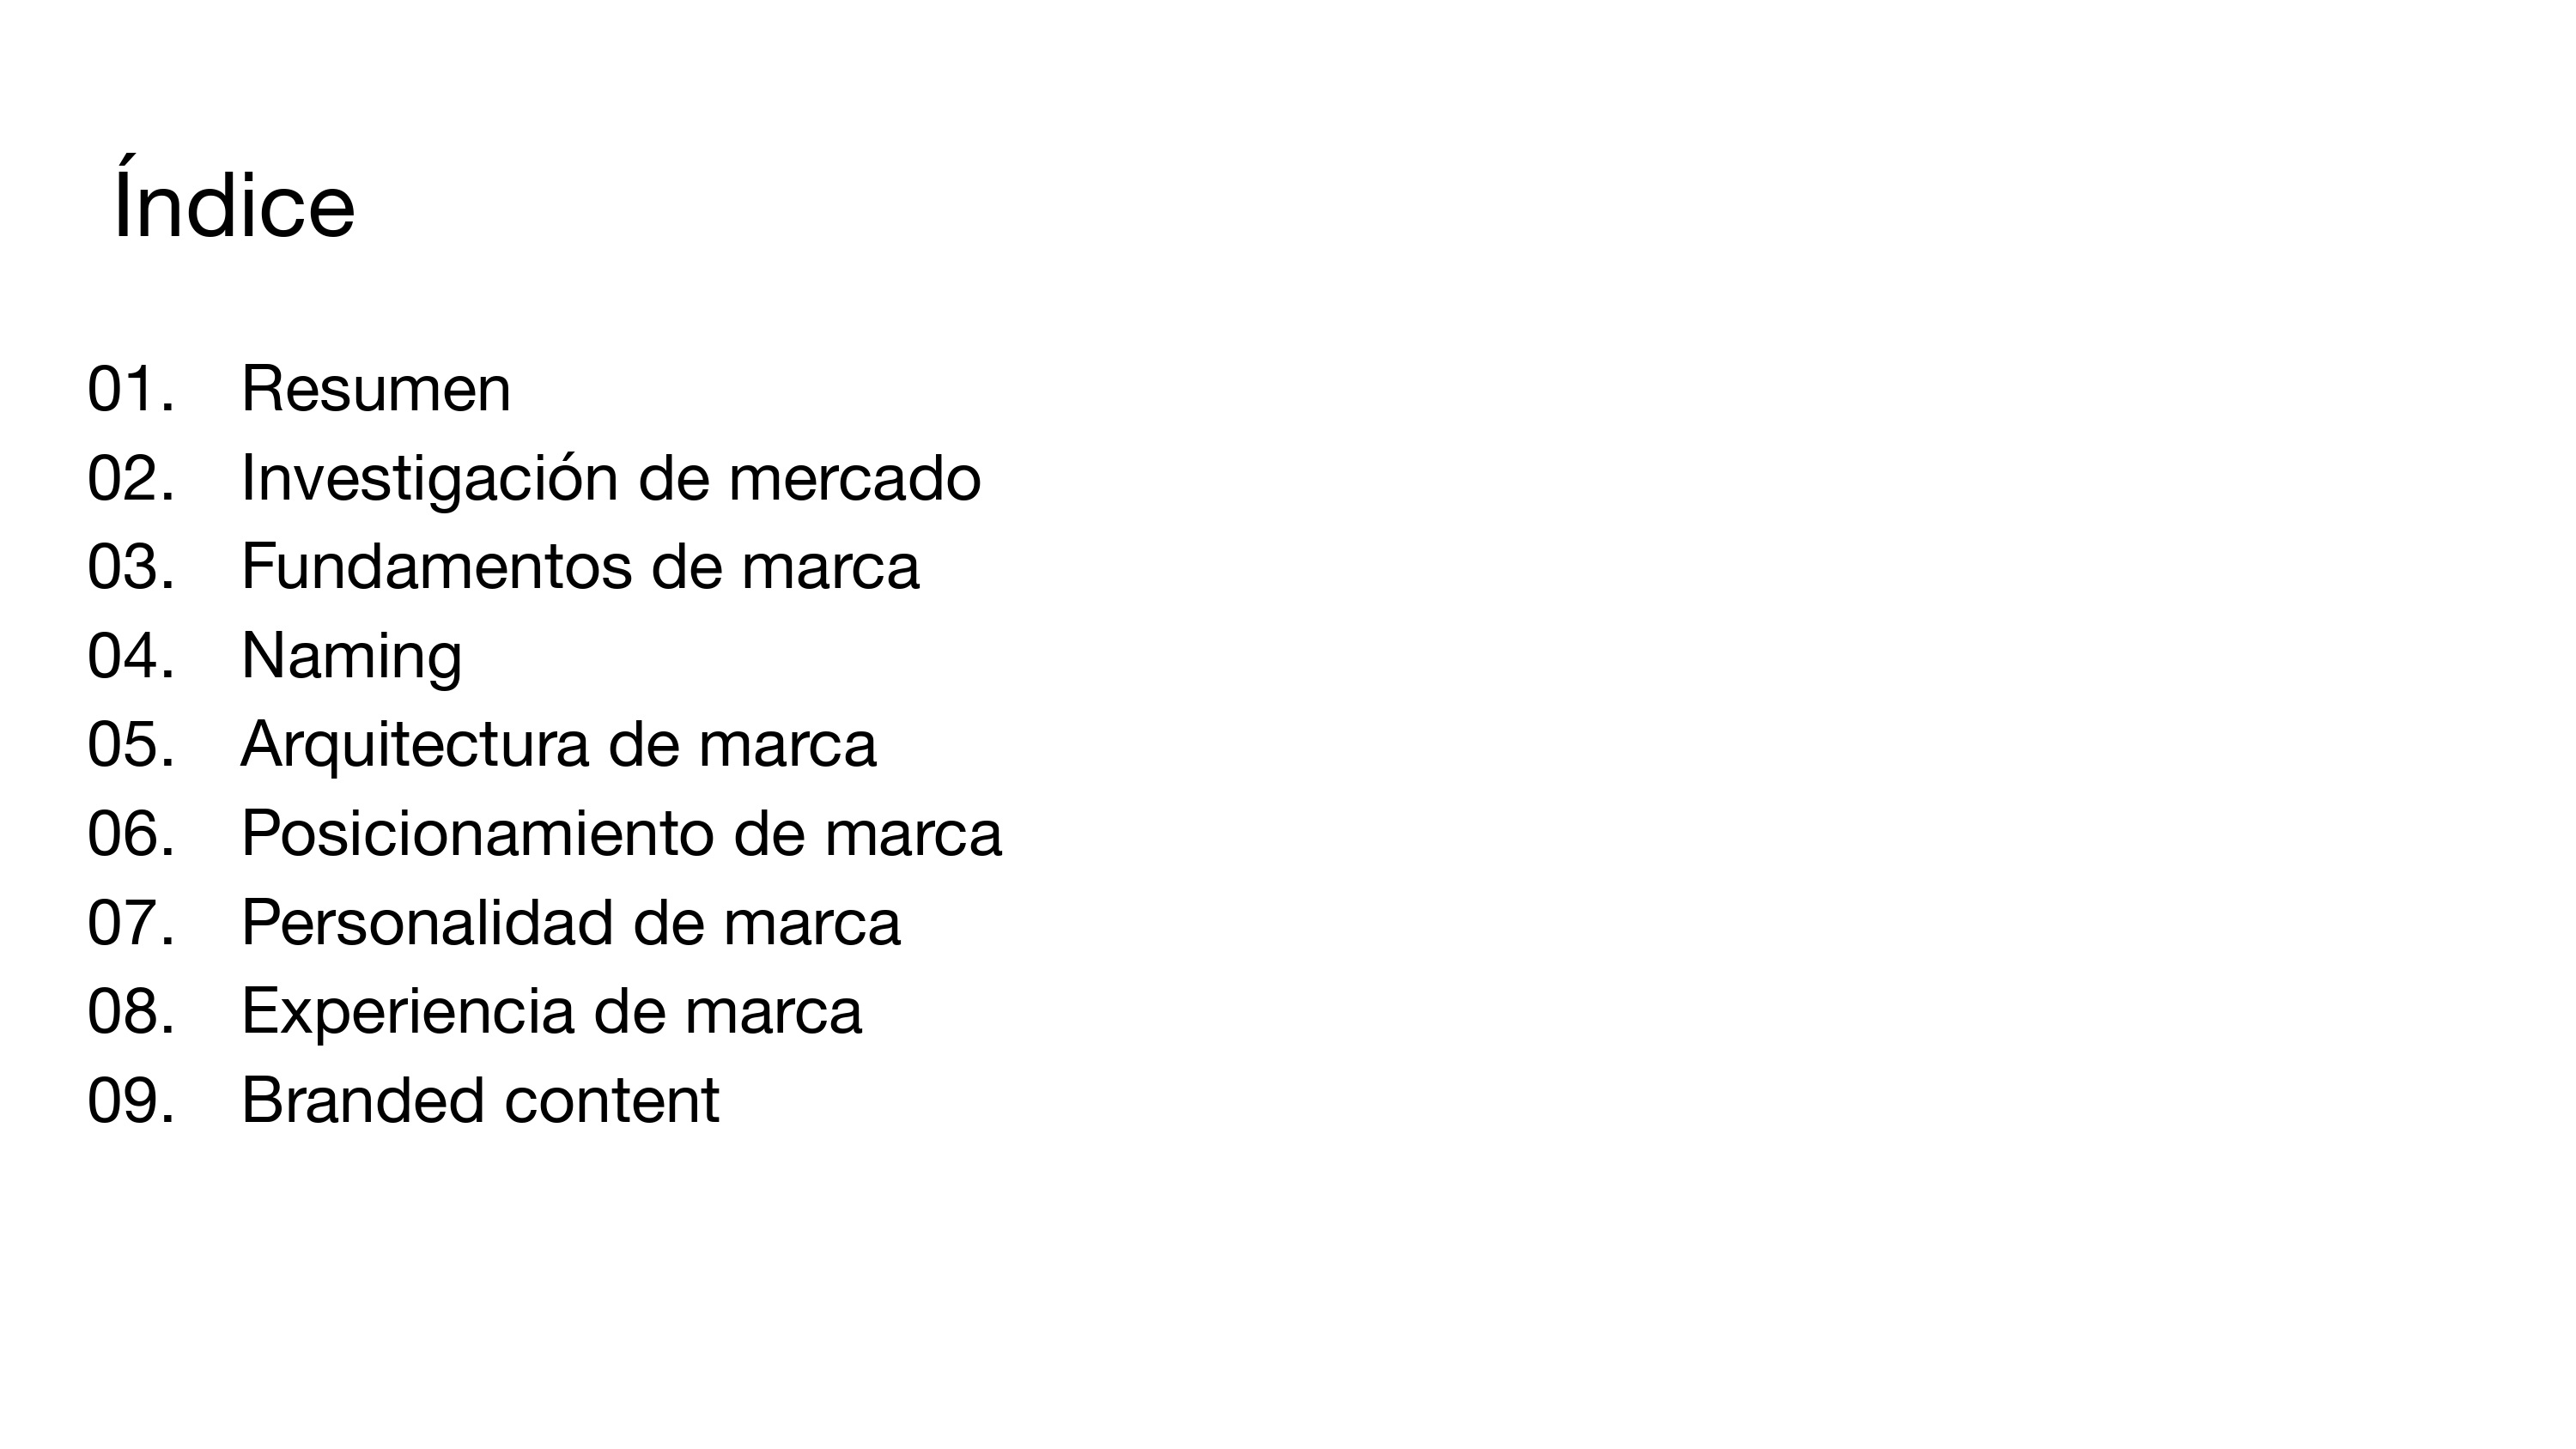 Índice
01. Resumen
02. Investigación de mercado
03. Fundamentos de marca
04. Naming
05. Arquitectura de marca
06. Posicionamiento de marca
07. Personalidad de marca
08. Experiencia de marca
09. Branded content